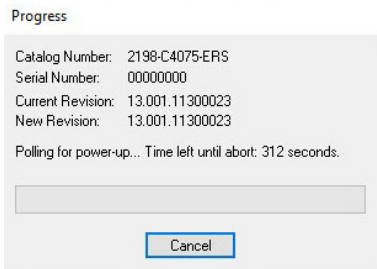 Progress
Catalog Number: 2198-C4075-ERS
Serial Number: 00000000
Current Revision: 13.001.11300023
New Revision: 13.001.11300023
Polling for power-up... Time left until abort: 312 seconds.
Cancel